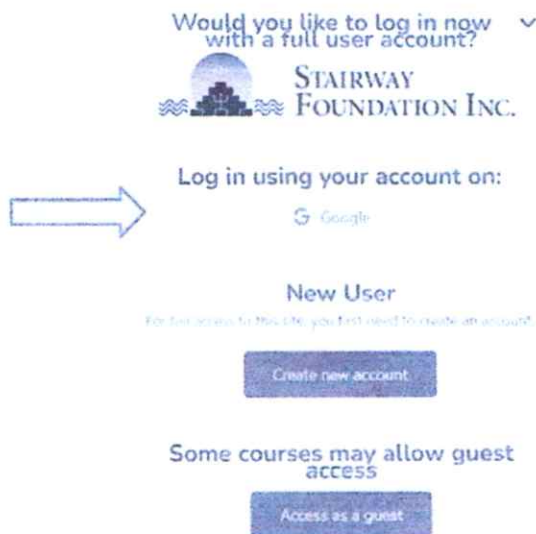 Would you like to log in now
with a full user account?
STAIRWAY
FOUNDATION INC.
Log in using your account on:
G Google
New User
For full access to this site, you first need to create an account.
Create new account
Some courses may allow guest
access
Access as a guest